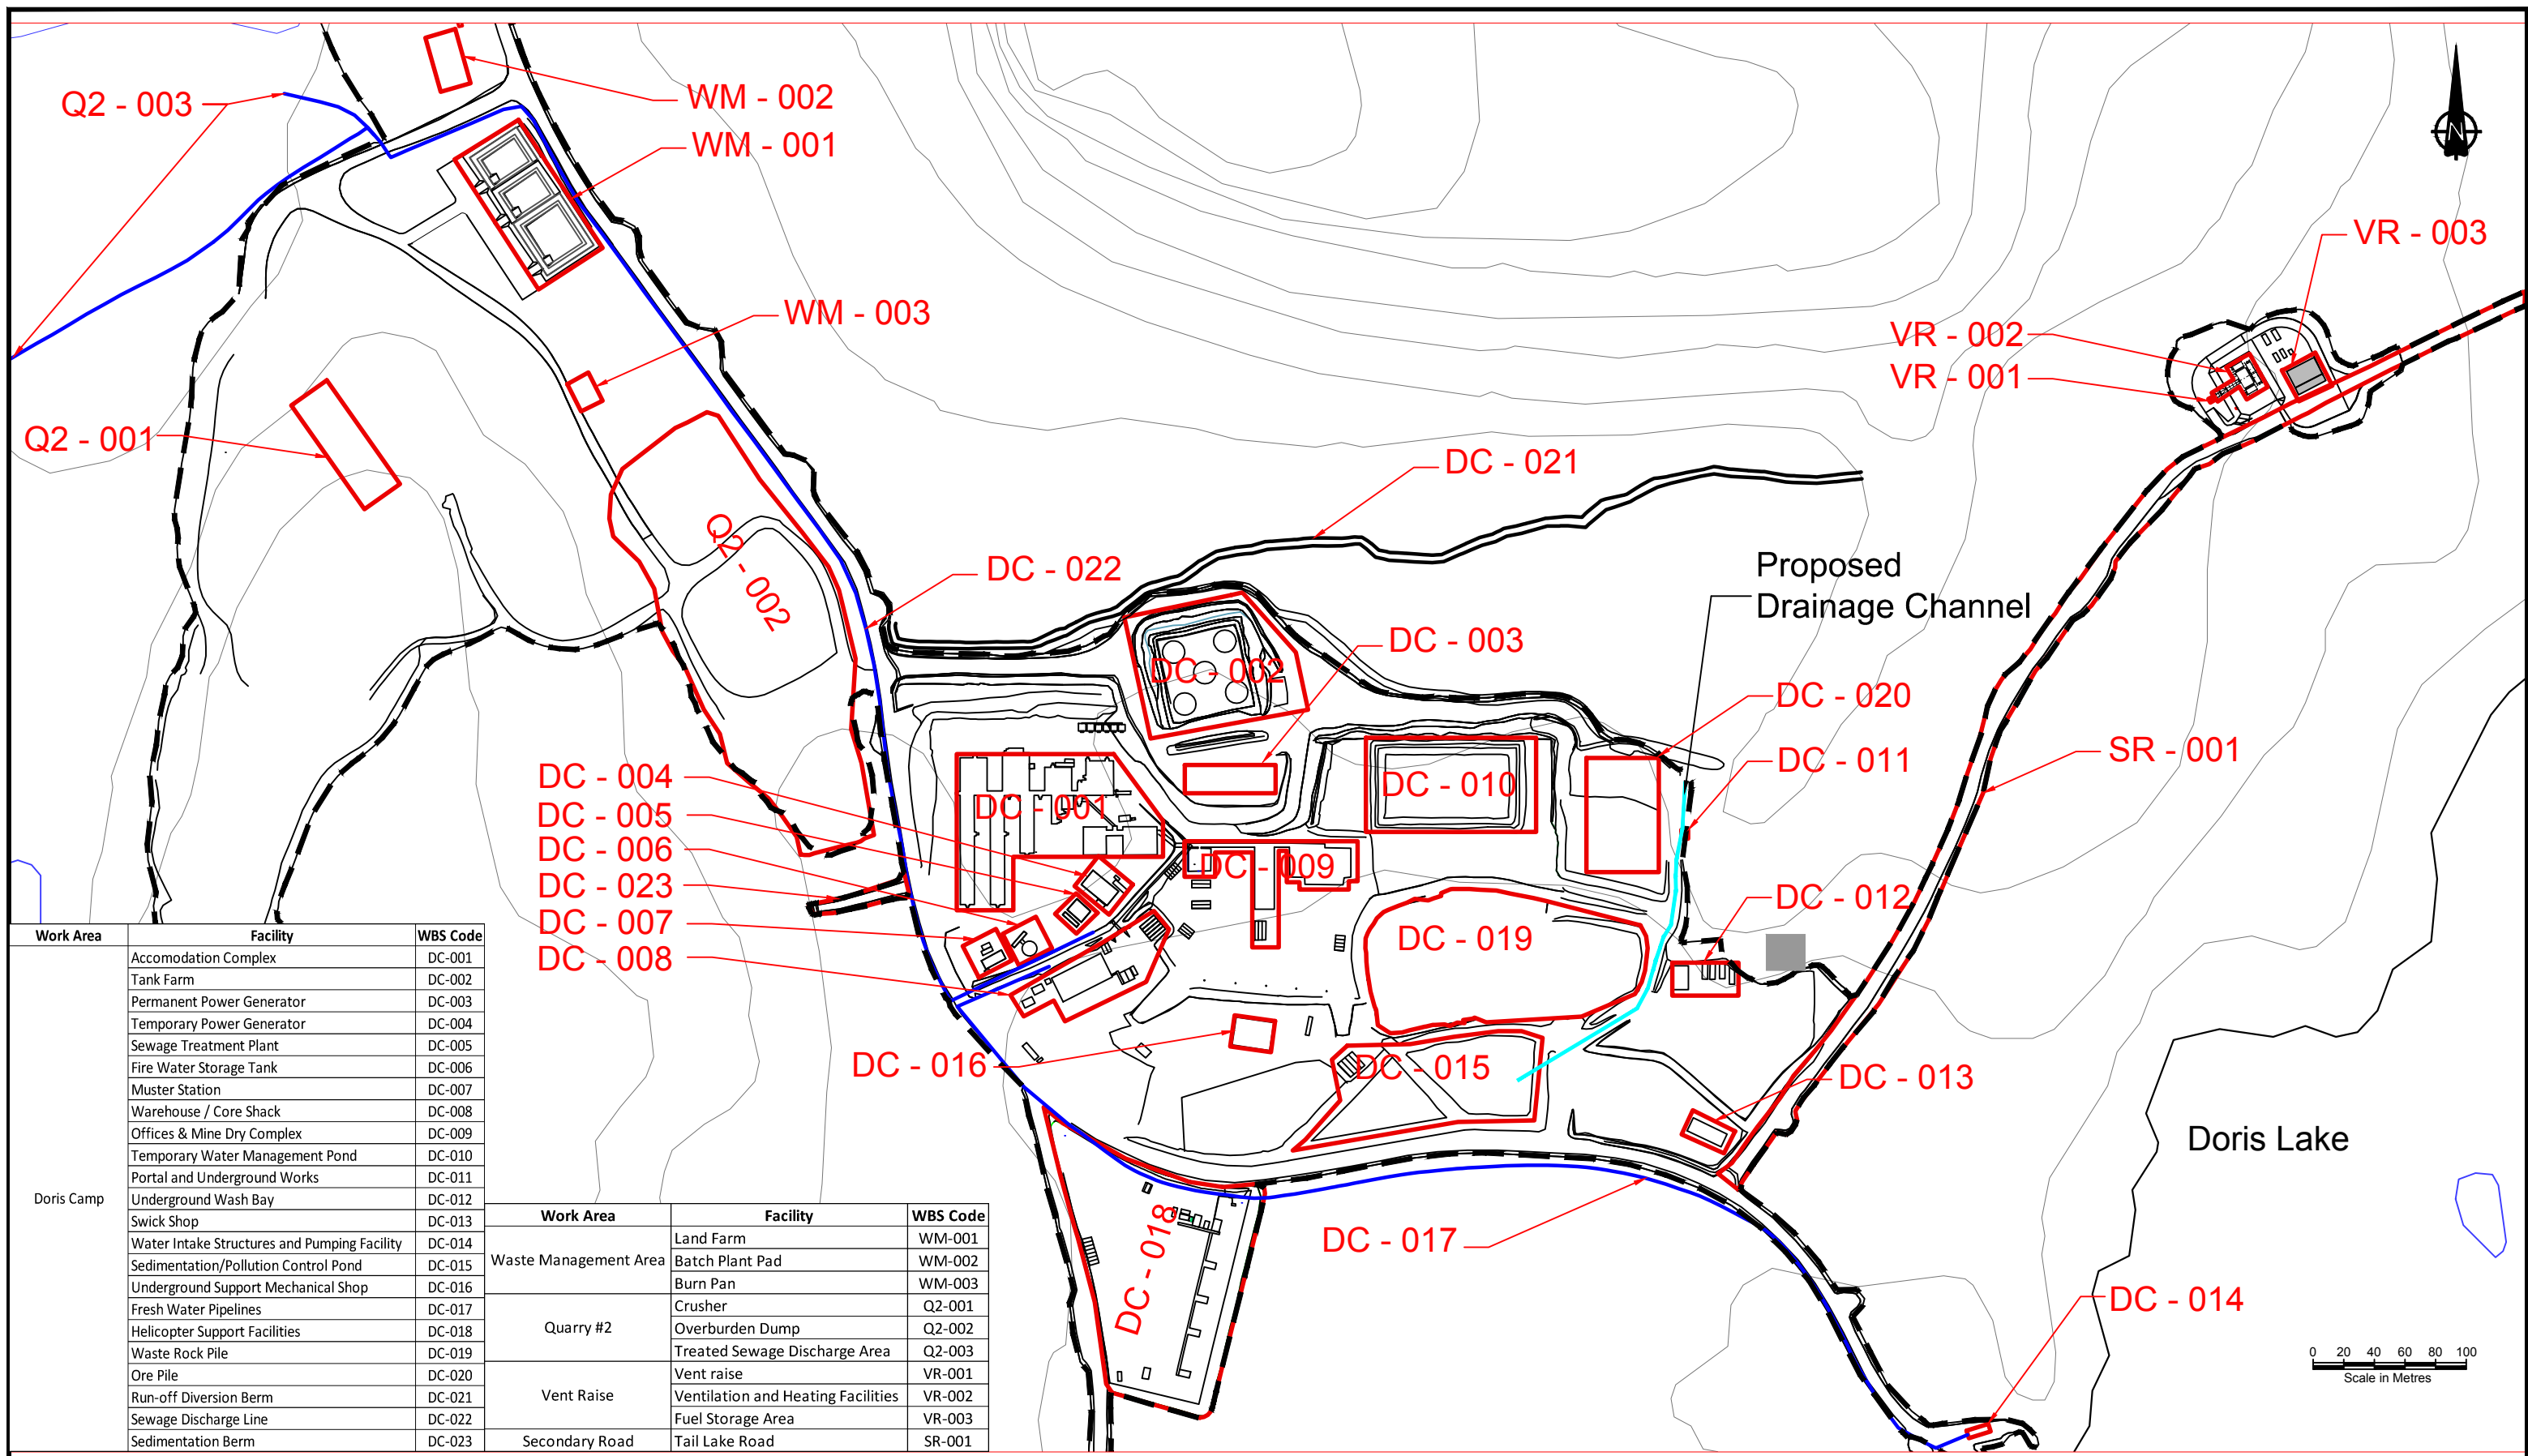 Q2 - 003
WM - 002
WM - 001
N
VR - 003
WM - 003
VR - 002
VR - 001
Q2 - 001
DC - 021
Q2 - 002
DC - 022
Proposed
Drainage Channel
DC - 003
DC - 002
DC - 020
SR - 001
DC - 011
DC - 004
DC - 010
DC - 001
DC - 005
DC - 006
DC - 009
DC - 023
DC - 012
DC - 007
DC - 019
DC - 008
DC - 016
DC - 015
DC - 013
Doris Lake
DC - 018
DC - 017
DC - 014
0 20 40 60 80 100
Scale in Metres
Work Area Facility WBS Code
Doris Camp
Accomodation Complex DC-001
Tank Farm DC-002
Permanent Power Generator DC-003
Temporary Power Generator DC-004
Sewage Treatment Plant DC-005
Fire Water Storage Tank DC-006
Muster Station DC-007
Warehouse / Core Shack DC-008
Offices & Mine Dry Complex DC-009
Temporary Water Management Pond DC-010
Portal and Underground Works DC-011
Underground Wash Bay DC-012
Swick Shop DC-013
Water Intake Structures and Pumping Facility DC-014
Sedimentation/Pollution Control Pond DC-015
Underground Support Mechanical Shop DC-016
Fresh Water Pipelines DC-017
Helicopter Support Facilities DC-018
Waste Rock Pile DC-019
Ore Pile DC-020
Run-off Diversion Berm DC-021
Sewage Discharge Line DC-022
Sedimentation Berm DC-023
Work Area Facility WBS Code
Waste Management Area
Land Farm WM-001
Batch Plant Pad WM-002
Burn Pan WM-003
Quarry #2
Crusher Q2-001
Overburden Dump Q2-002
Treated Sewage Discharge Area Q2-003
Vent Raise
Vent raise VR-001
Ventilation and Heating Facilities VR-002
Fuel Storage Area VR-003
Secondary Road Tail Lake Road SR-001